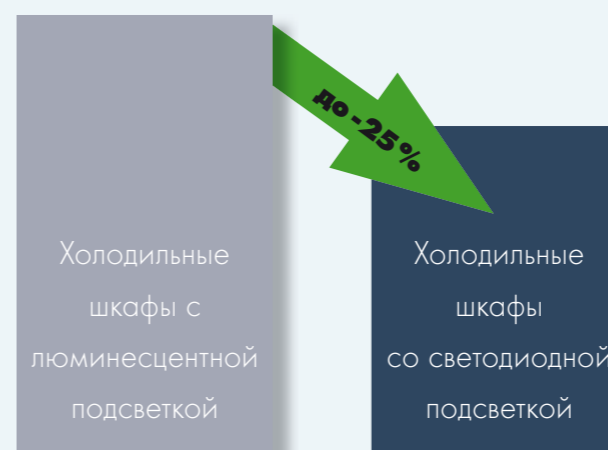 до -25%
Холодильные
шкафы с
люминесцентной
подсветкой
Холодильные
шкафы
со светодиодной
подсветкой